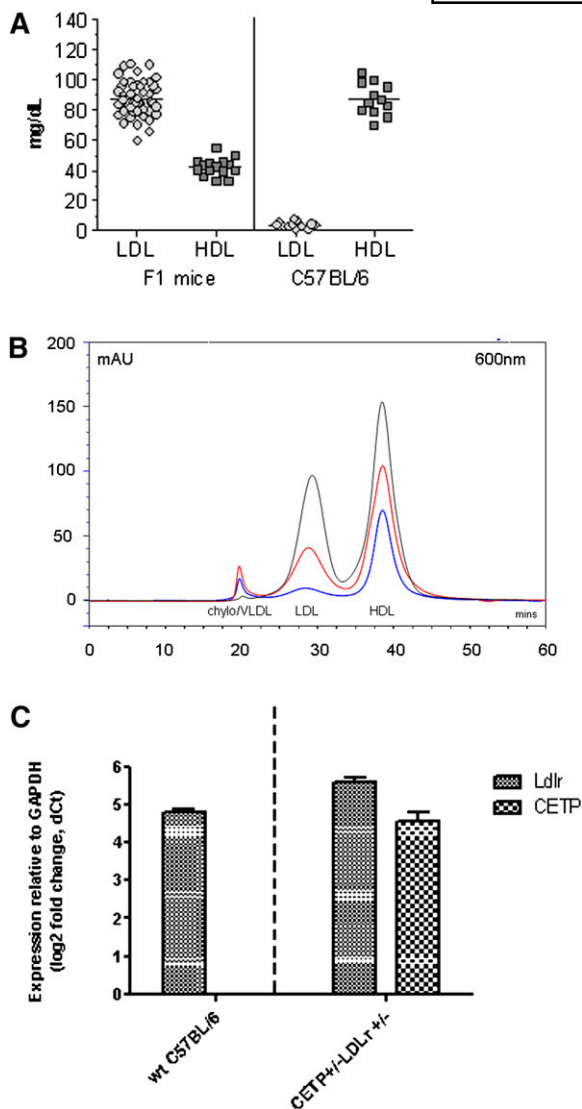 A
mg/dL
140
120
100
80
60
40
20
0
LDL HDL LDL HDL
F1 mice C57BL/6
B
200
150
100
50
0
mAU 600nm
chylo/VLDL LDL HDL mins
0 10 20 30 40 50 60
C
Expression relative to GAPDH
(log2 fold change, dCt)
6
5
4
3
2
1
0
wt C57BL/6
CETP+/-LDLr +/-
Ldlr
CETP